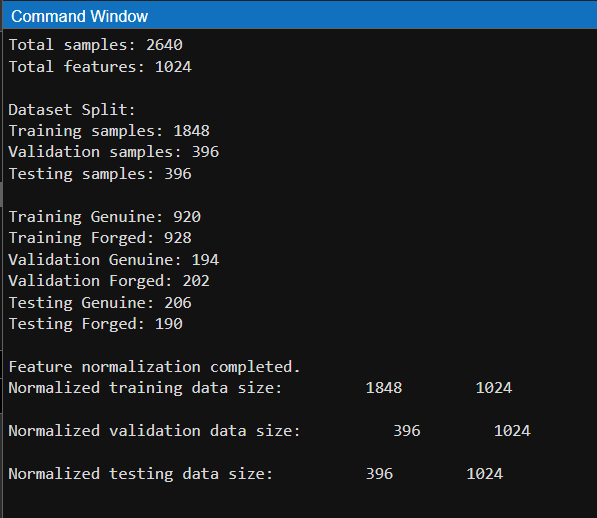 Command Window
Total samples: 2640
Total features: 1024
Dataset Split:
Training samples: 1848
Validation samples: 396
Testing samples: 396
Training Genuine: 920
Training Forged: 928
Validation Genuine: 194
Validation Forged: 202
Testing Genuine: 206
Testing Forged: 190
Feature normalization completed.
Normalized training data size:         1848        1024
Normalized validation data size:          396        1024
Normalized testing data size:          396        1024